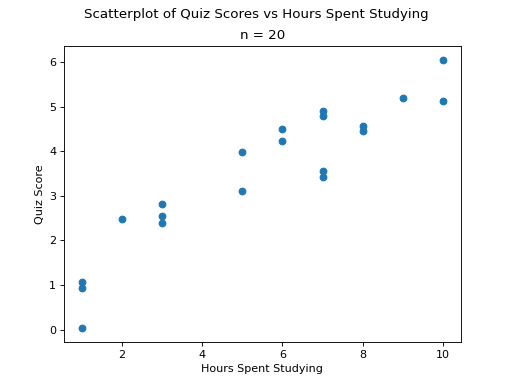 Scatterplot of Quiz Scores vs Hours Spent Studying
n = 20
6
5
4
3
2
1
0
Quiz Score
2 4 6 8 10
Hours Spent Studying